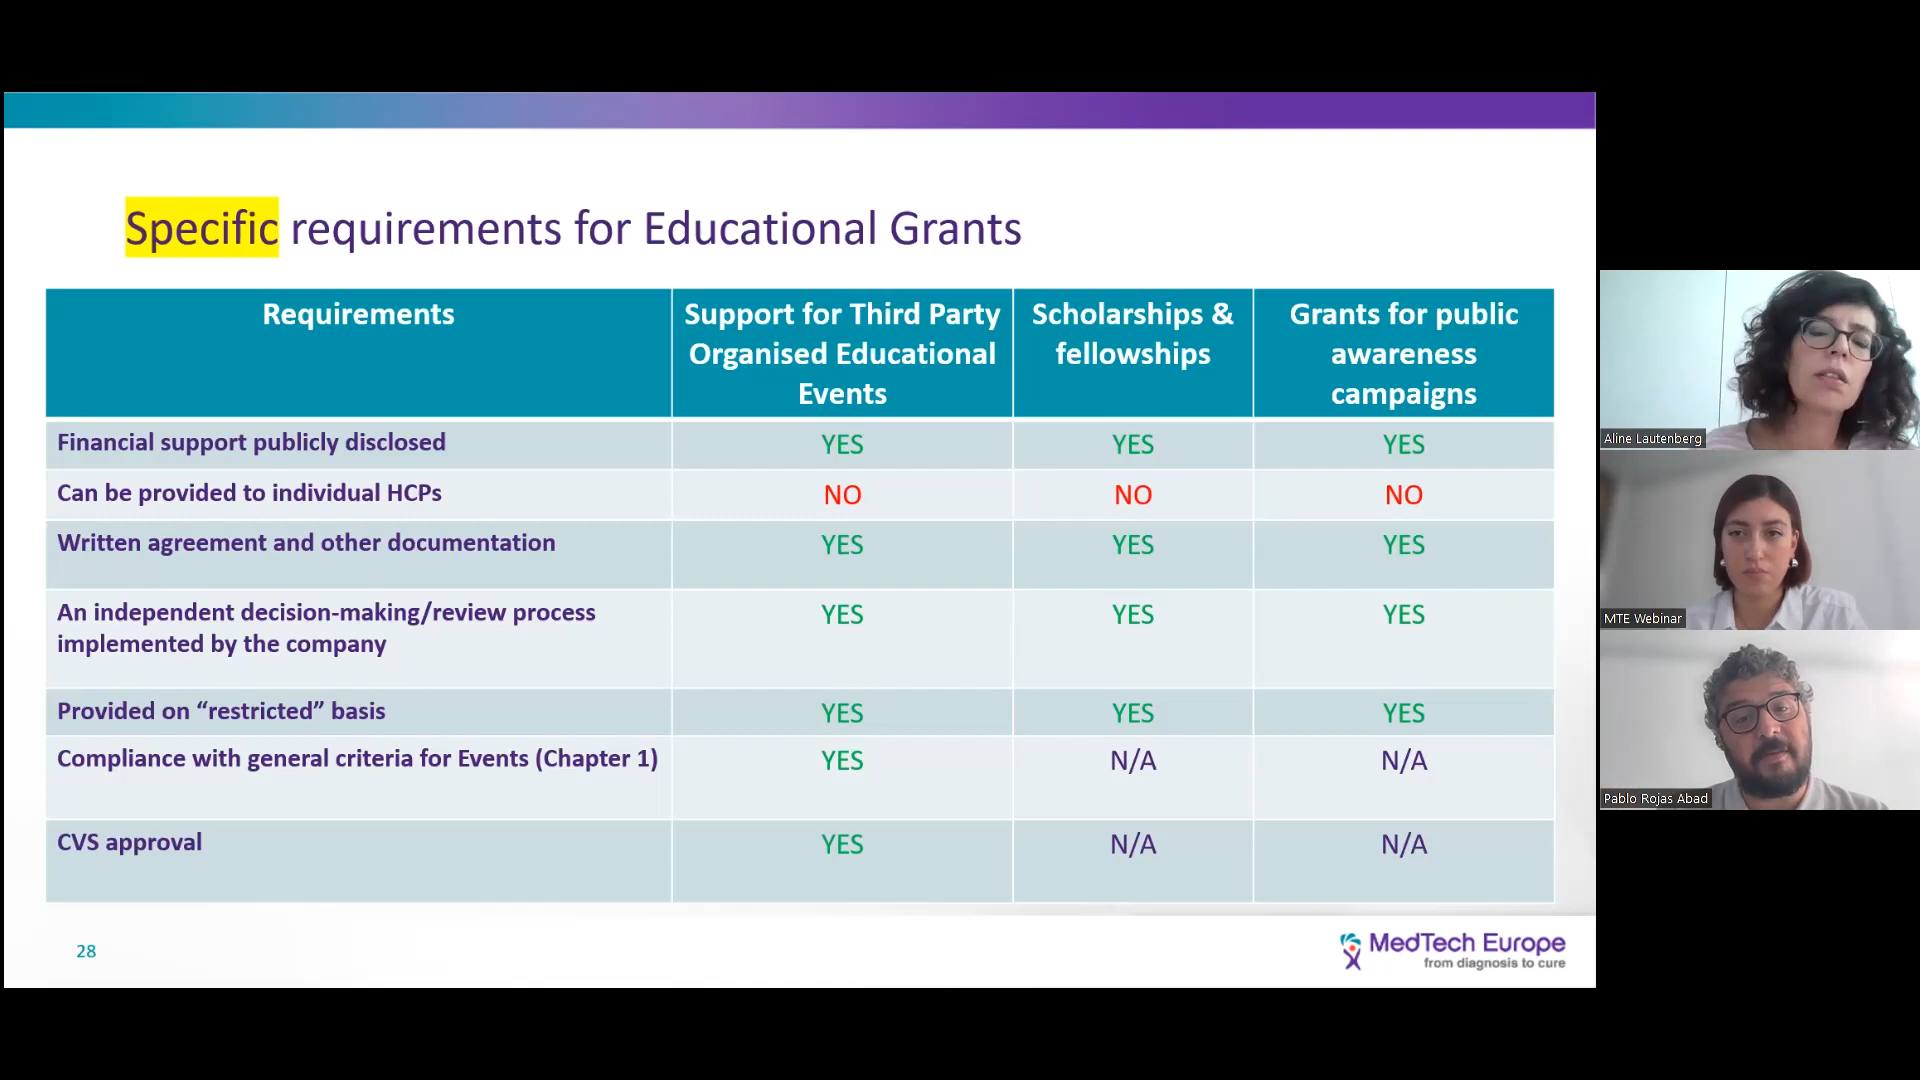 Specific requirements for Educational Grants
Requirements
Support for Third Party
Organised Educational
Events
Scholarships &
fellowships
Grants for public
awareness
campaigns
Financial support publicly disclosed
YES
YES
YES
Can be provided to individual HCPs
NO
NO
NO
Written agreement and other documentation
YES
YES
YES
An independent decision-making/review process
implemented by the company
YES
YES
YES
Provided on “restricted” basis
YES
YES
YES
Compliance with general criteria for Events (Chapter 1)
YES
N/A
N/A
CVS approval
YES
N/A
N/A
28
MedTech Europe
from diagnosis to cure
Aline Lautenberg
MTE Webinar
Pablo Rojas Abad